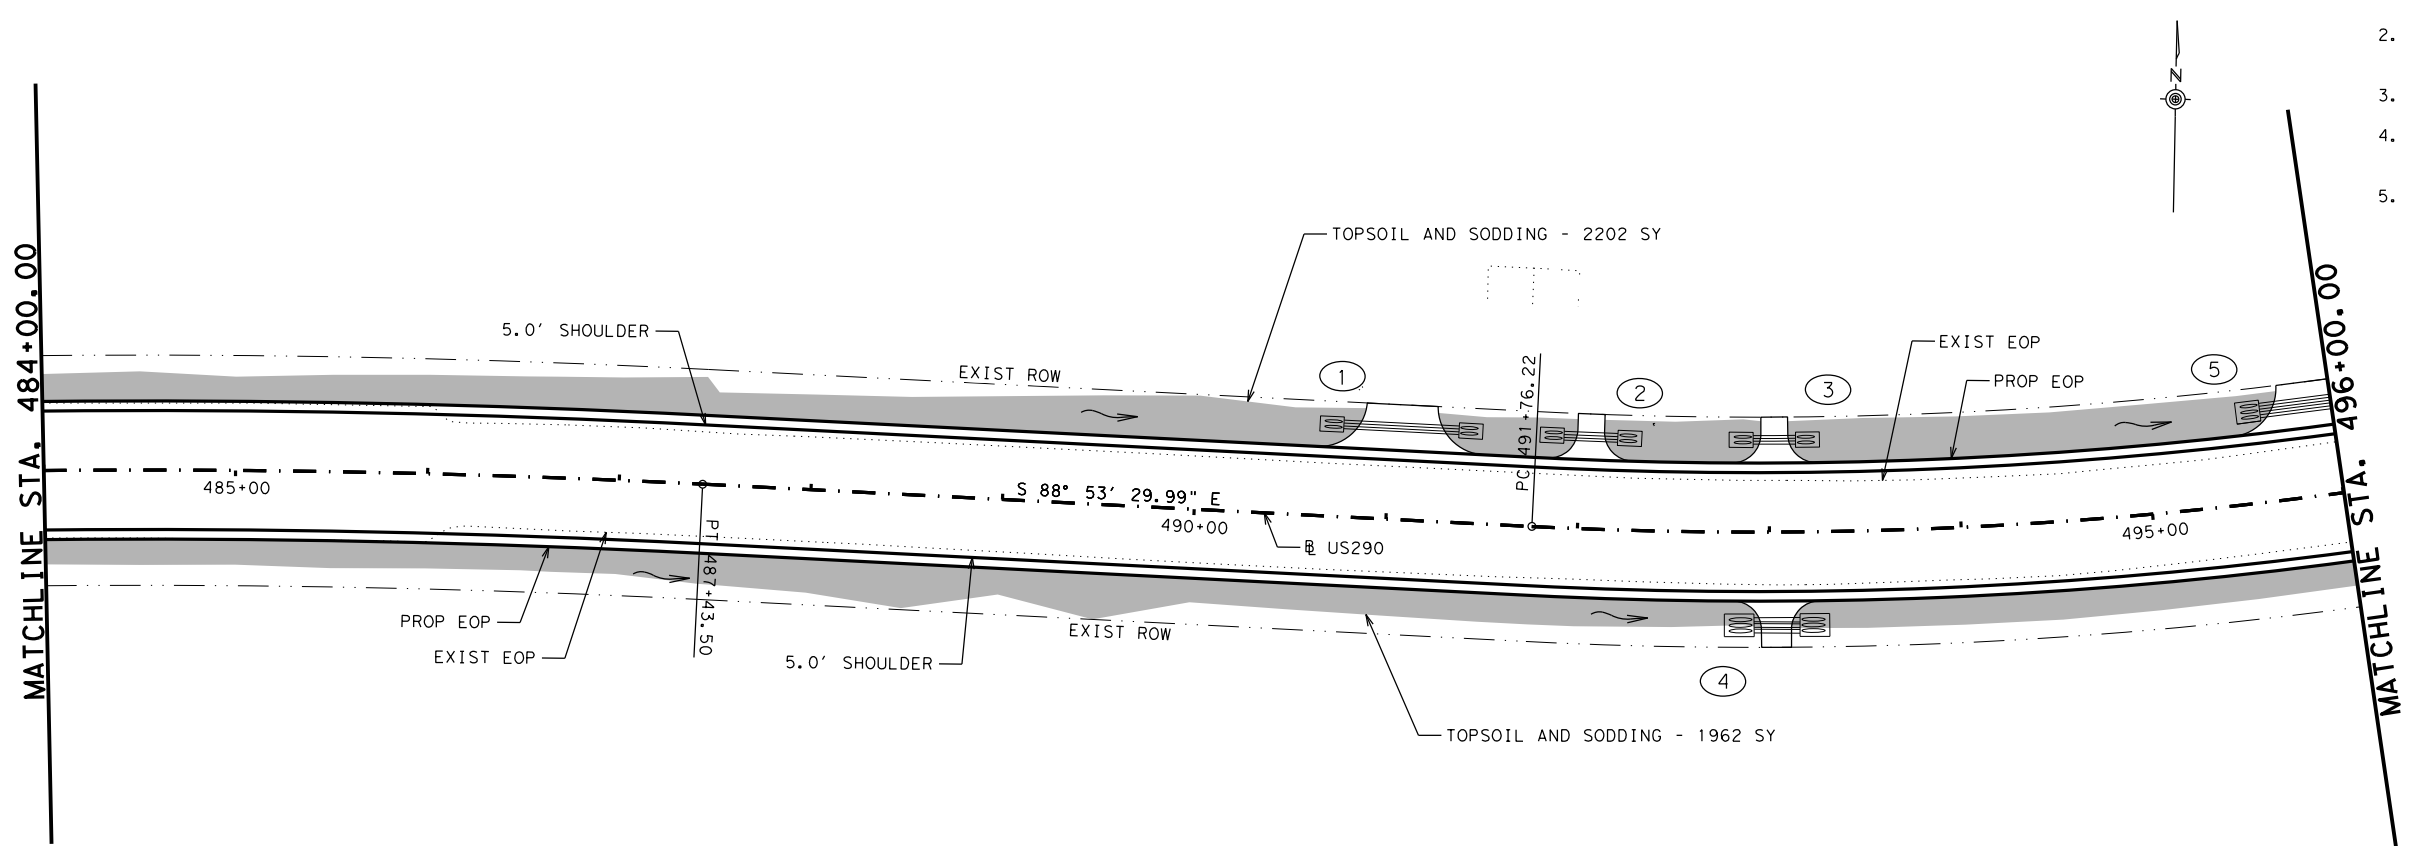 2.
N
3.
4.
5.
TOPSOIL AND SODDING - 2202 SY
5.0' SHOULDER
EXIST EOP
EXIST ROW
1
2
3
5
PROP EOP
MATCHLINE STA. 484+00.00
MATCHLINE STA. 496+00.00
PC 491+76.22
485+00
S 88° 53' 29.99" E
490+00
495+00
BL US290
PT 487+43.50
PROP EOP
EXIST EOP
5.0' SHOULDER
EXIST ROW
4
TOPSOIL AND SODDING - 1962 SY